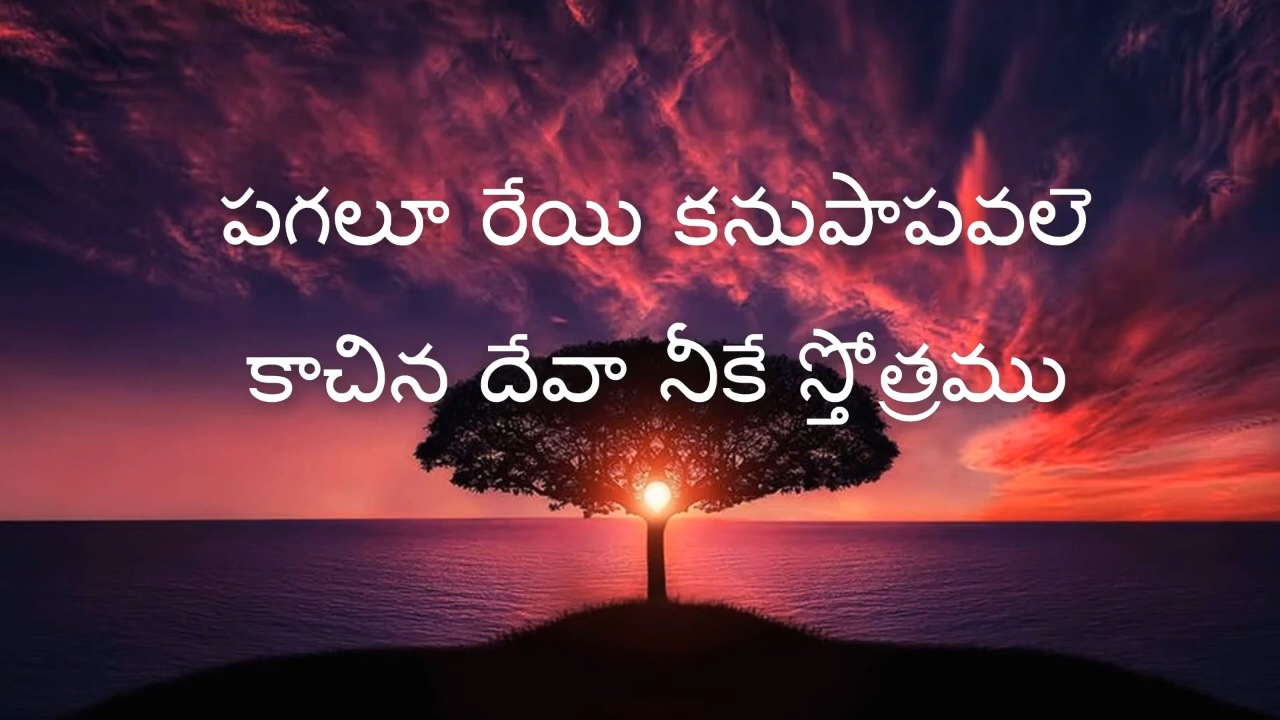 పగలూ రేయి కనుపాపవలె
కాచిన దేవా నీకే స్తోత్రము